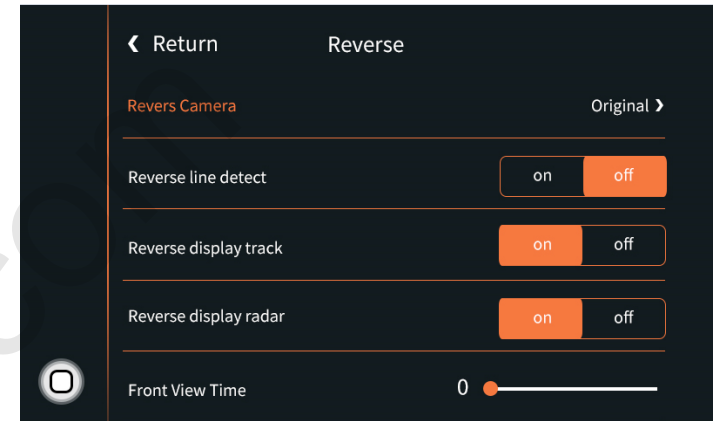 Return Reverse
Revers Camera Original
Reverse line detect on off
Reverse display track on off
Reverse display radar on off
Front View Time 0
com